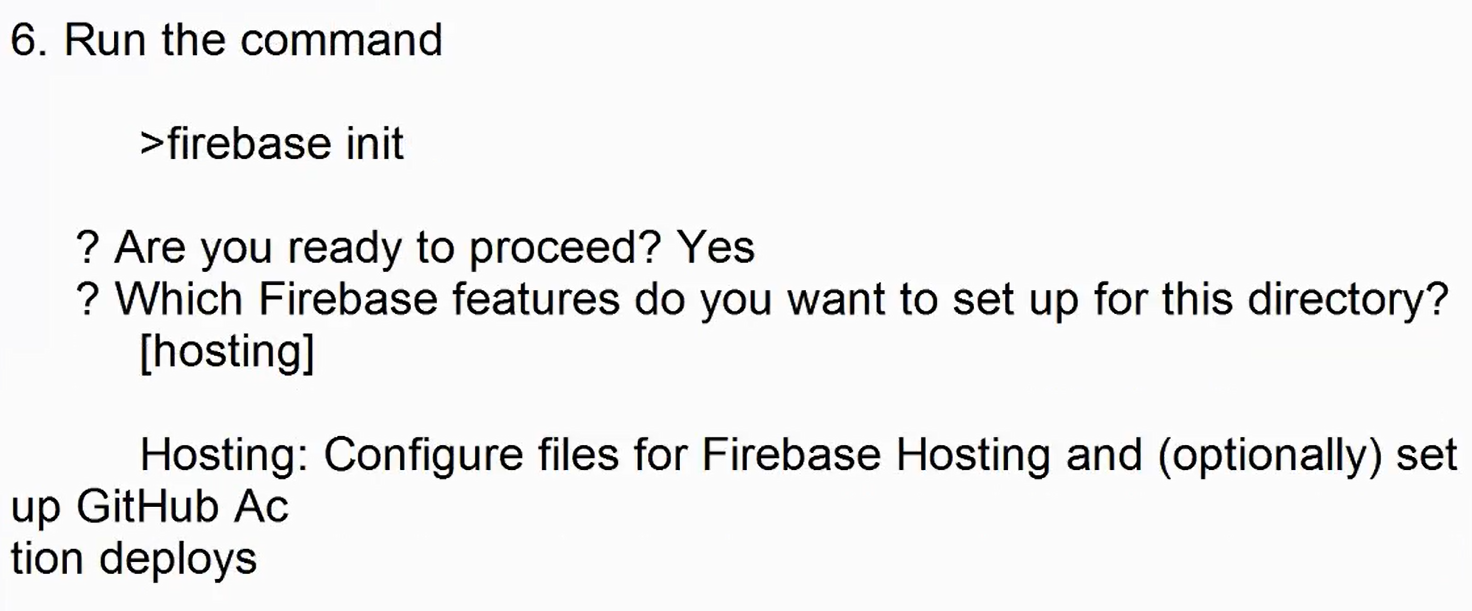 6. Run the command
>firebase init
? Are you ready to proceed? Yes
? Which Firebase features do you want to set up for this directory?
[hosting]
Hosting: Configure files for Firebase Hosting and (optionally) set
up GitHub Ac
tion deploys